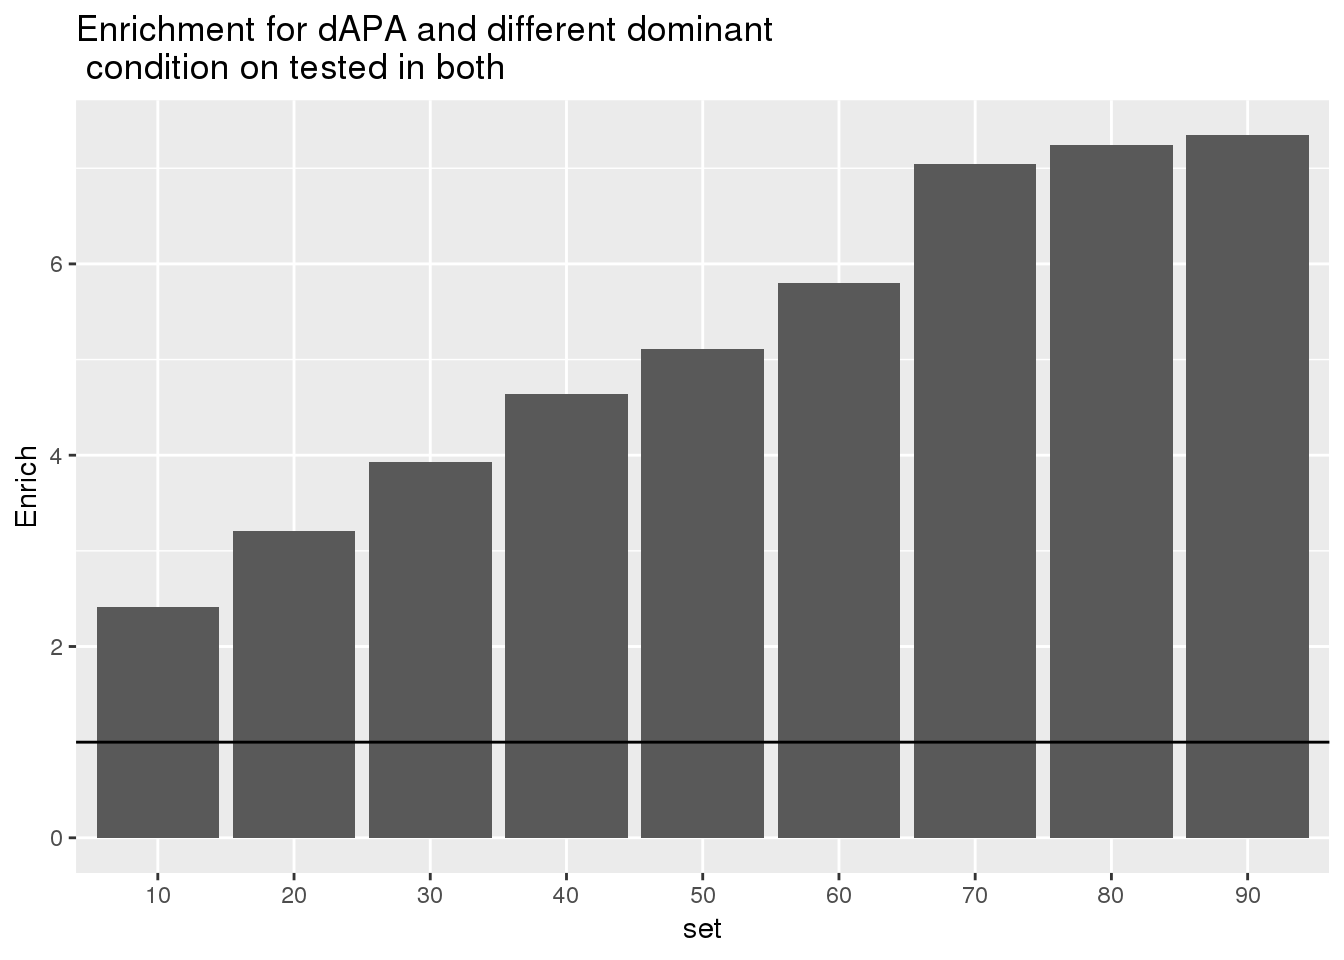 Enrichment for dAPA and different dominant
condition on tested in both
Enrich
6
4
2
0
10 20 30 40 50 60 70 80 90
set